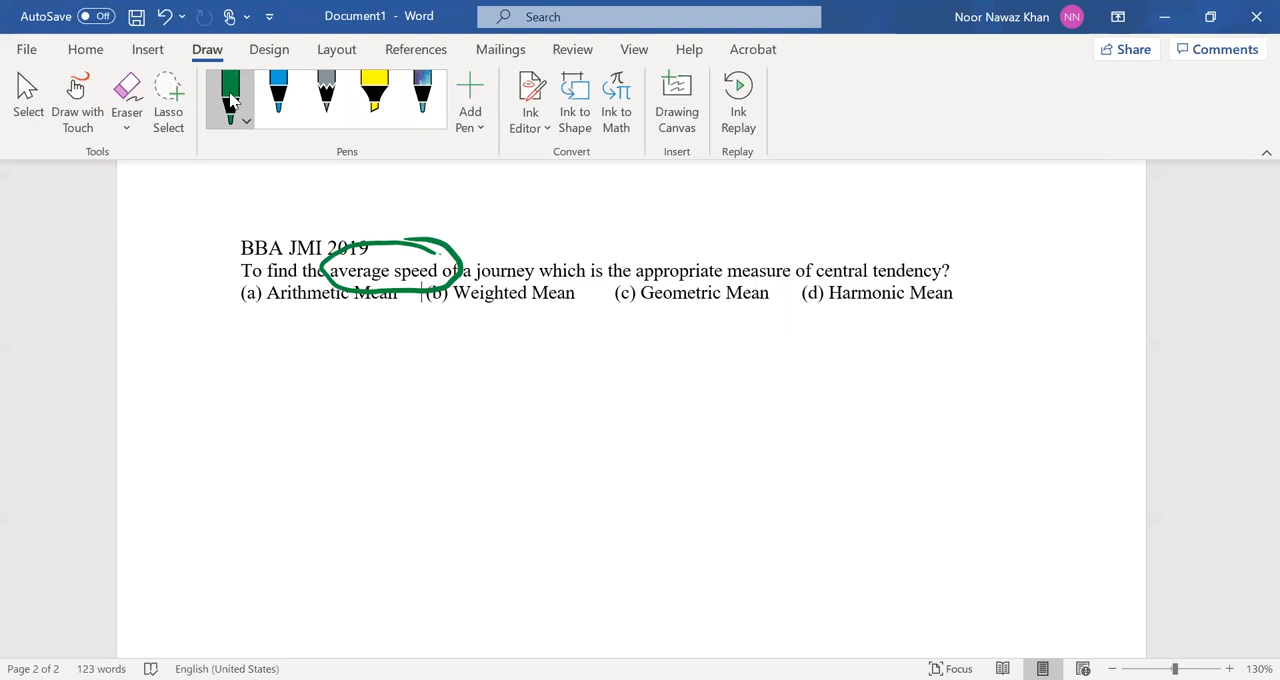 AutoSave Off Document1 - Word Search Noor Nawaz Khan NN
File Home Insert Draw Design Layout References Mailings Review View Help Acrobat Share Comments
Select Draw with Touch Eraser Lasso Select Add Pen Ink Editor Ink to Shape Ink to Math Drawing Canvas Ink Replay
Tools Pens Convert Insert Replay
BBA JMI 2019
To find the average speed of a journey which is the appropriate measure of central tendency?
(a) Arithmetic Mean (b) Weighted Mean (c) Geometric Mean (d) Harmonic Mean
Page 2 of 2 123 words English (United States) Focus 130%